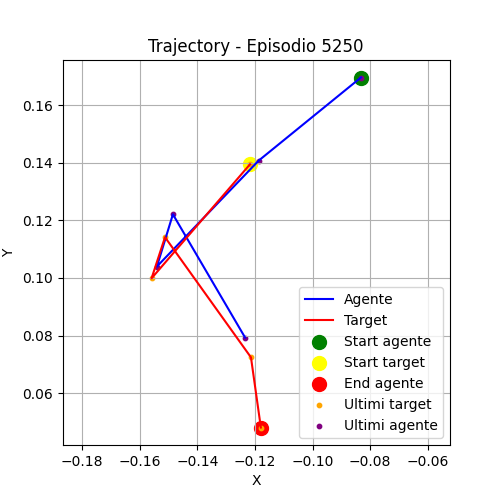 Trajectory - Episodio 5250
Y
0.16
0.14
0.12
0.10
0.08
0.06
Agente
Target
Start agente
Start target
End agente
Ultimi target
Ultimi agente
−0.18 −0.16 −0.14 −0.12 −0.10 −0.08 −0.06
X